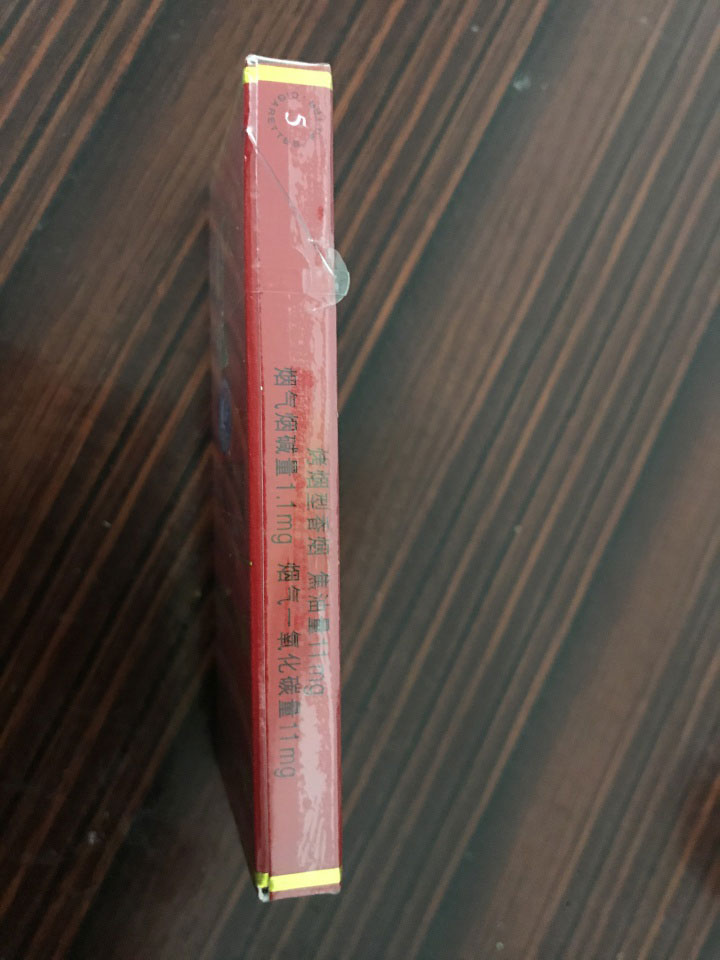 5
CIGARETTES
烤烟型香烟 焦油量11mg
烟气烟碱量1.1mg 烟气一氧化碳量11mg